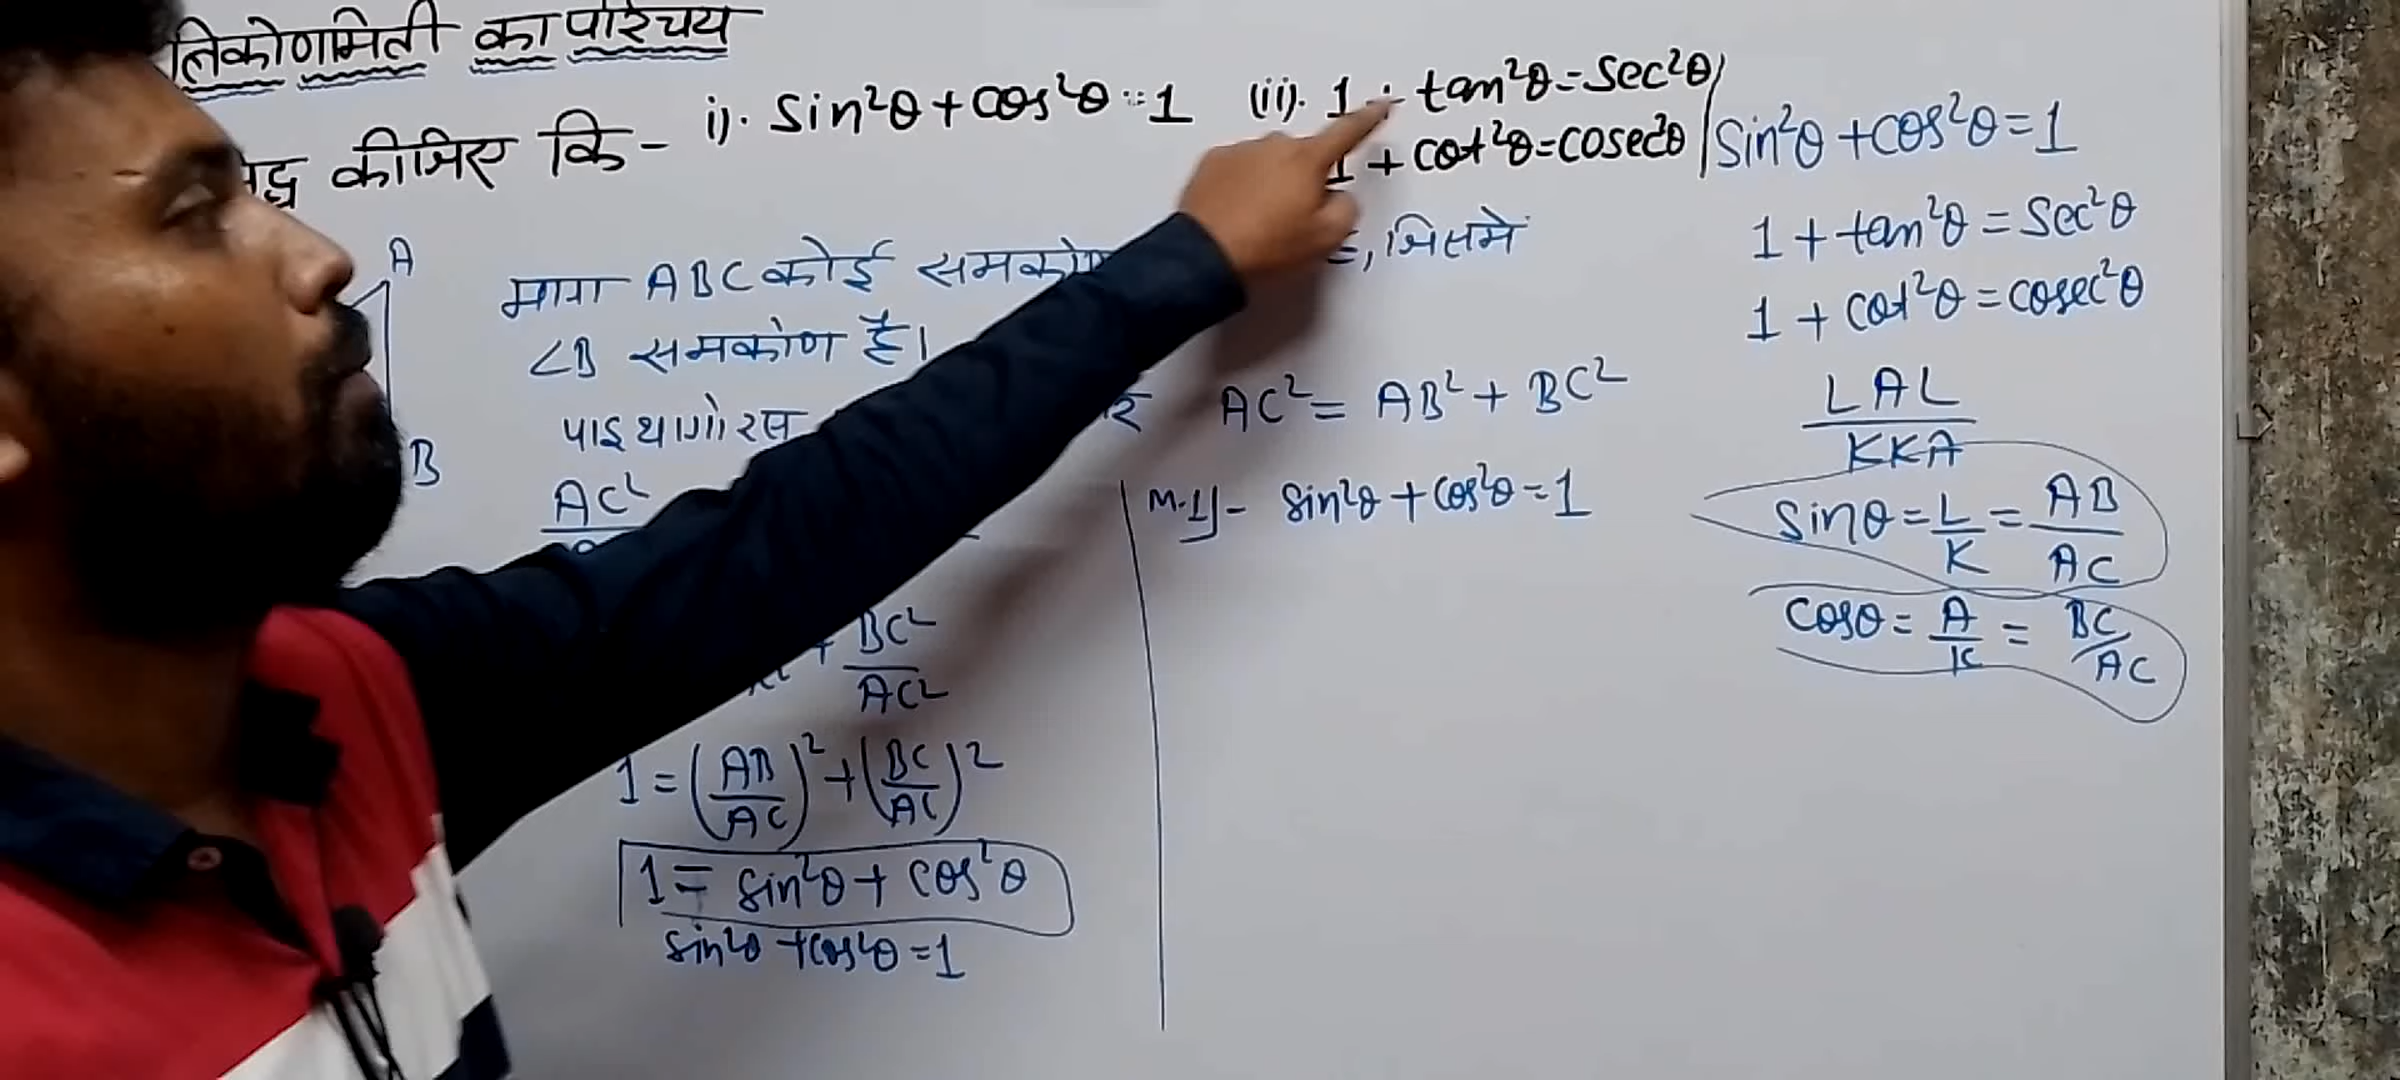 त्रिकोणमिती का परिचय
कीजिए कि- i). sin²θ + cos²θ = 1 (ii). 1 + tan²θ = sec²θ
1 + cot²θ = cosec²θ
sin²θ + cos²θ = 1
1 + tan²θ = sec²θ
1 + cot²θ = cosec²θ
A
B
माना ABC कोई जिसमे
∠B समकोण है।
पाइथागोरस AC² = AB² + BC²
AC²
+ BC²/AC²
1 = (AB/AC)² + (BC/AC)²
1 = sin²θ + cos²θ
sin²θ + cos²θ = 1
M.1J- sin²θ + cos²θ = 1
LAL
KKA
sinθ = L/K = AB/AC
cosθ = A/K = BC/AC